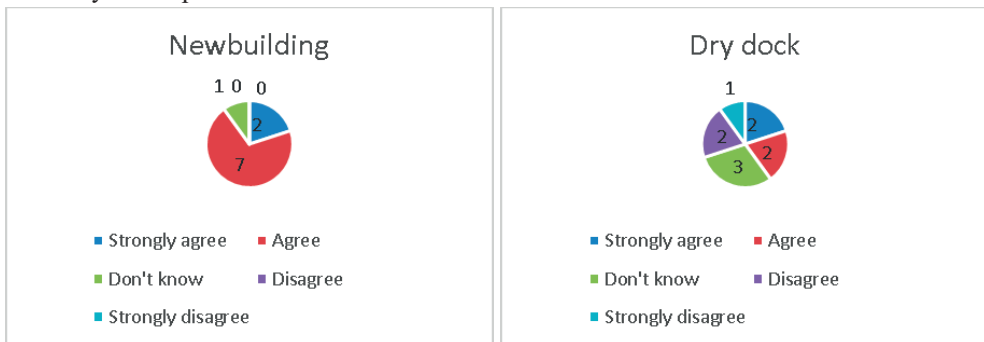 Newbuilding
1 0 0
2
7
Strongly agree Agree
Don't know Disagree
Strongly disagree
Dry dock
1
2 2
2
3
Strongly agree Agree
Don't know Disagree
Strongly disagree